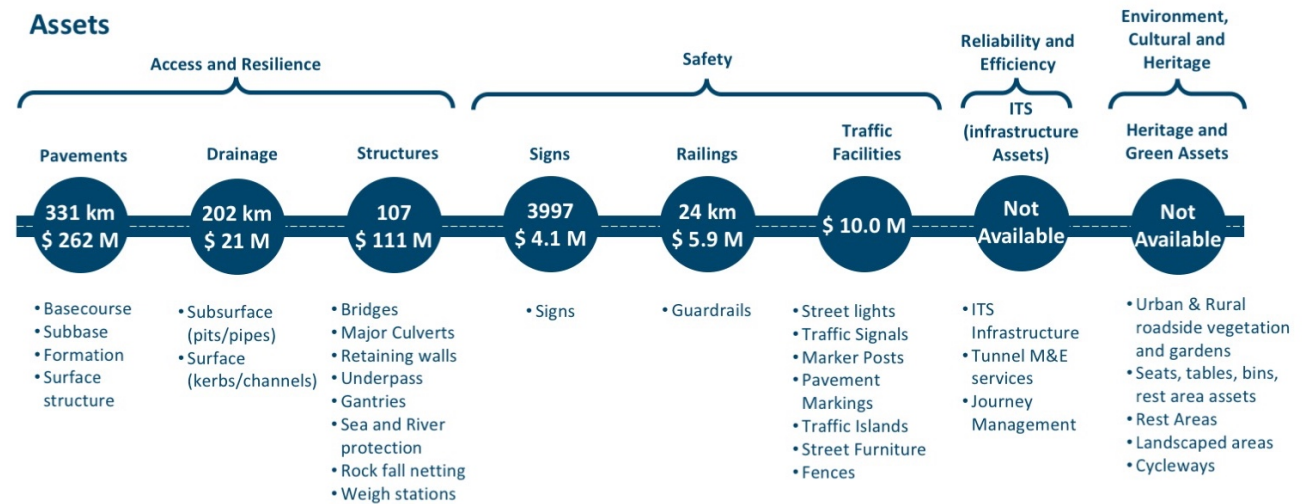 Assets
Access and Resilience
Safety
Reliability and
Efficiency
Environment,
Cultural and
Heritage
Pavements
Drainage
Structures
Signs
Railings
Traffic
Facilities
ITS
(infrastructure
Assets)
Heritage and
Green Assets
331 km
$ 262 M
202 km
$ 21 M
107
$ 111 M
3997
$ 4.1 M
24 km
$ 5.9 M
$ 10.0 M
Not
Available
Not
Available
• Basecourse
• Subbase
• Formation
• Surface
structure
• Subsurface
(pits/pipes)
• Surface
(kerbs/channels)
• Bridges
• Major Culverts
• Retaining walls
• Underpass
• Gantries
• Sea and River
protection
• Rock fall netting
• Weigh stations
• Signs
• Guardrails
• Street lights
• Traffic Signals
• Marker Posts
• Pavement
Markings
• Traffic Islands
• Street Furniture
• Fences
• ITS
Infrastructure
• Tunnel M&E
services
• Journey
Management
• Urban & Rural
roadside vegetation
and gardens
• Seats, tables, bins,
rest area assets
• Rest Areas
• Landscaped areas
• Cycleways